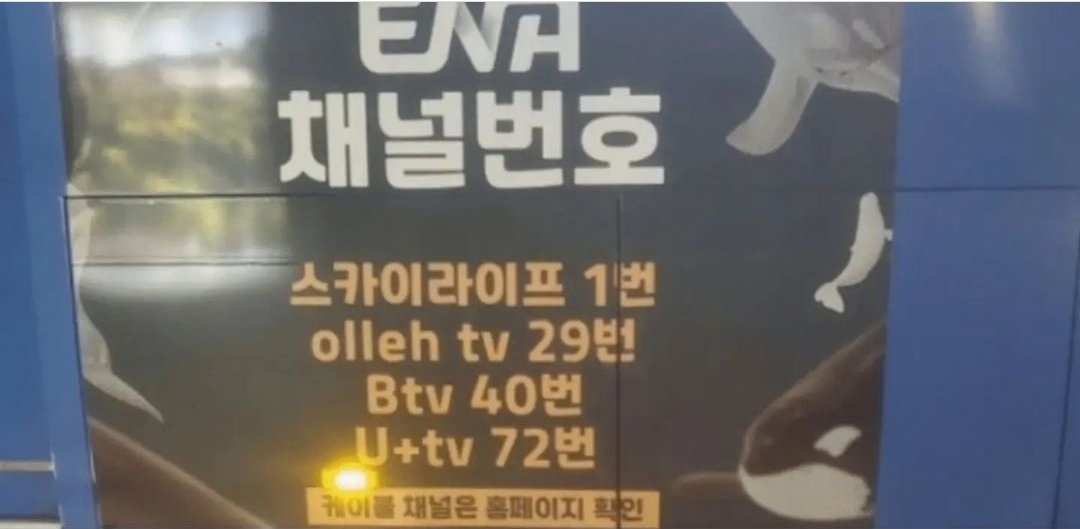 ENA
채널번호
스카이라이프 1번
olleh tv 29번
Btv 40번
U+tv 72번
케이블 채널은 홈페이지 확인